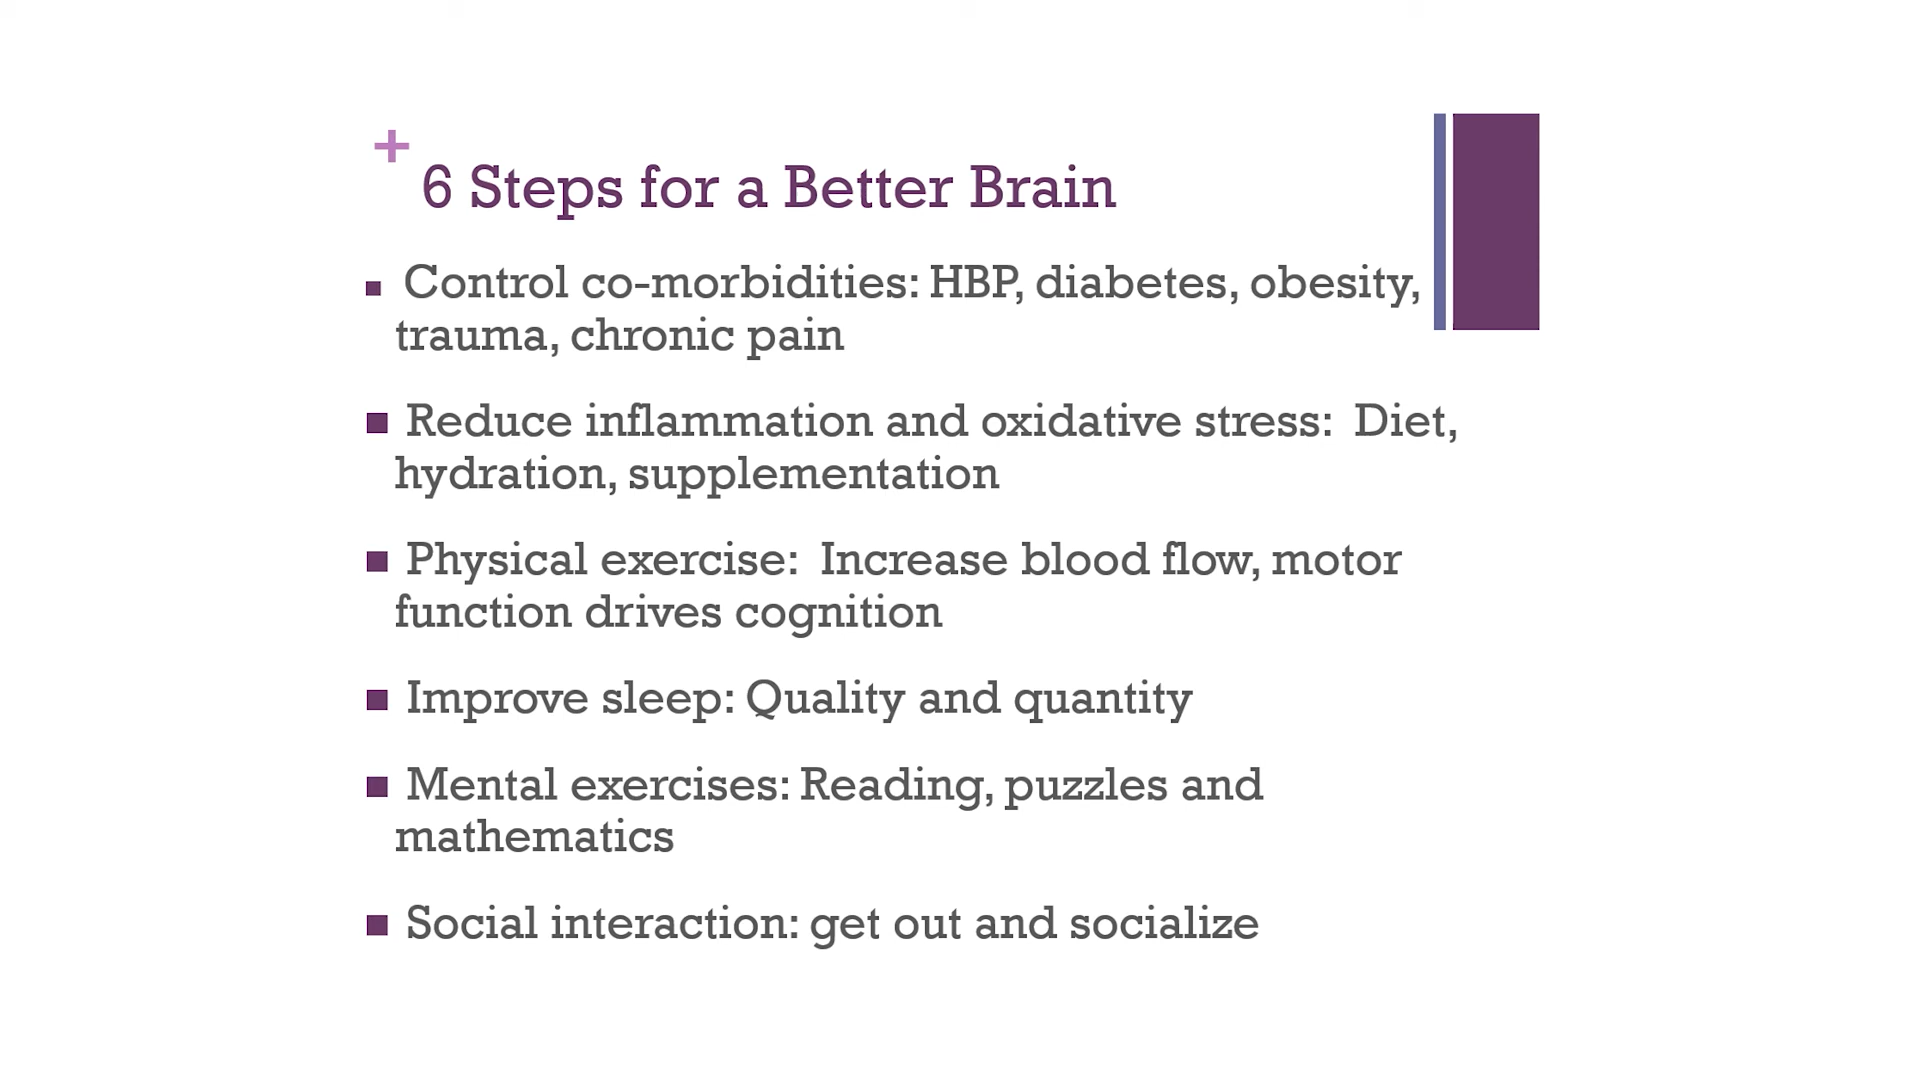 +
6 Steps for a Better Brain
▪ Control co-morbidities: HBP, diabetes, obesity,
trauma, chronic pain
▪ Reduce inflammation and oxidative stress:  Diet,
hydration, supplementation
▪ Physical exercise:  Increase blood flow, motor
function drives cognition
▪ Improve sleep: Quality and quantity
▪ Mental exercises: Reading, puzzles and
mathematics
▪ Social interaction: get out and socialize